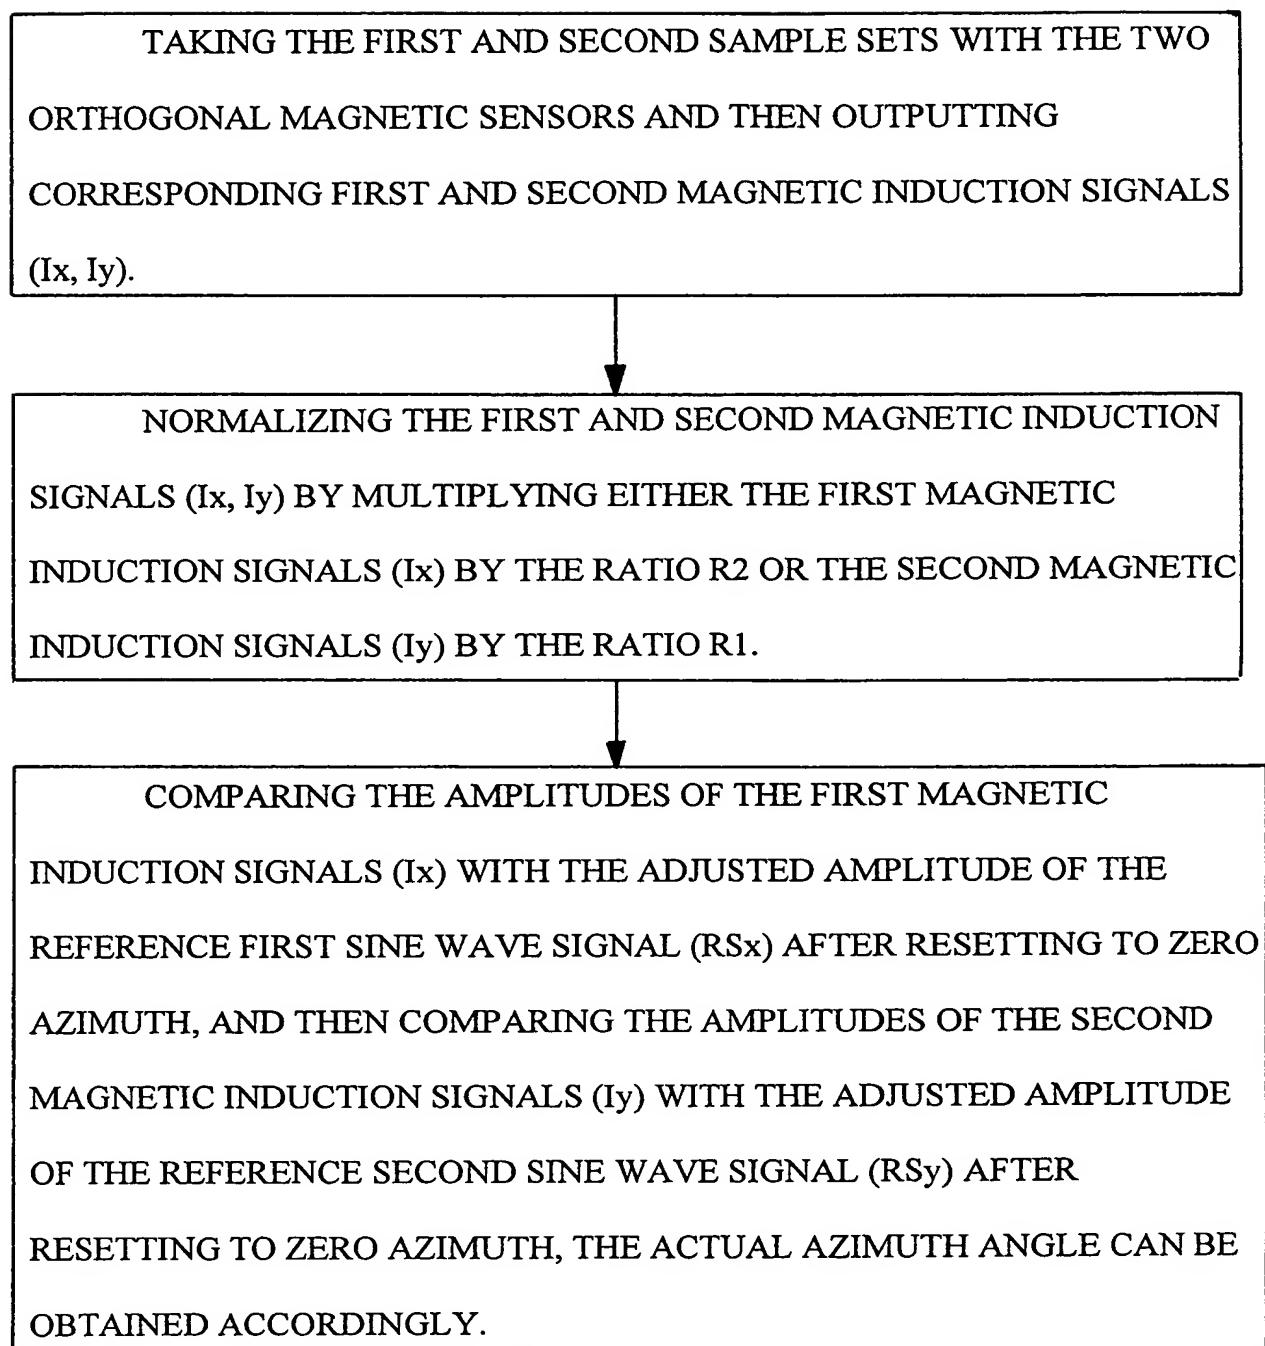 TAKING THE FIRST AND SECOND SAMPLE SETS WITH THE TWO
ORTHOGONAL MAGNETIC SENSORS AND THEN OUTPUTTING
CORRESPONDING FIRST AND SECOND MAGNETIC INDUCTION SIGNALS
(Ix, Iy).
NORMALIZING THE FIRST AND SECOND MAGNETIC INDUCTION
SIGNALS (Ix, Iy) BY MULTIPLYING EITHER THE FIRST MAGNETIC
INDUCTION SIGNALS (Ix) BY THE RATIO R2 OR THE SECOND MAGNETIC
INDUCTION SIGNALS (Iy) BY THE RATIO R1.
COMPARING THE AMPLITUDES OF THE FIRST MAGNETIC
INDUCTION SIGNALS (Ix) WITH THE ADJUSTED AMPLITUDE OF THE
REFERENCE FIRST SINE WAVE SIGNAL (RSx) AFTER RESETTING TO ZERO
AZIMUTH, AND THEN COMPARING THE AMPLITUDES OF THE SECOND
MAGNETIC INDUCTION SIGNALS (Iy) WITH THE ADJUSTED AMPLITUDE
OF THE REFERENCE SECOND SINE WAVE SIGNAL (RSy) AFTER
RESETTING TO ZERO AZIMUTH, THE ACTUAL AZIMUTH ANGLE CAN BE
OBTAINED ACCORDINGLY.